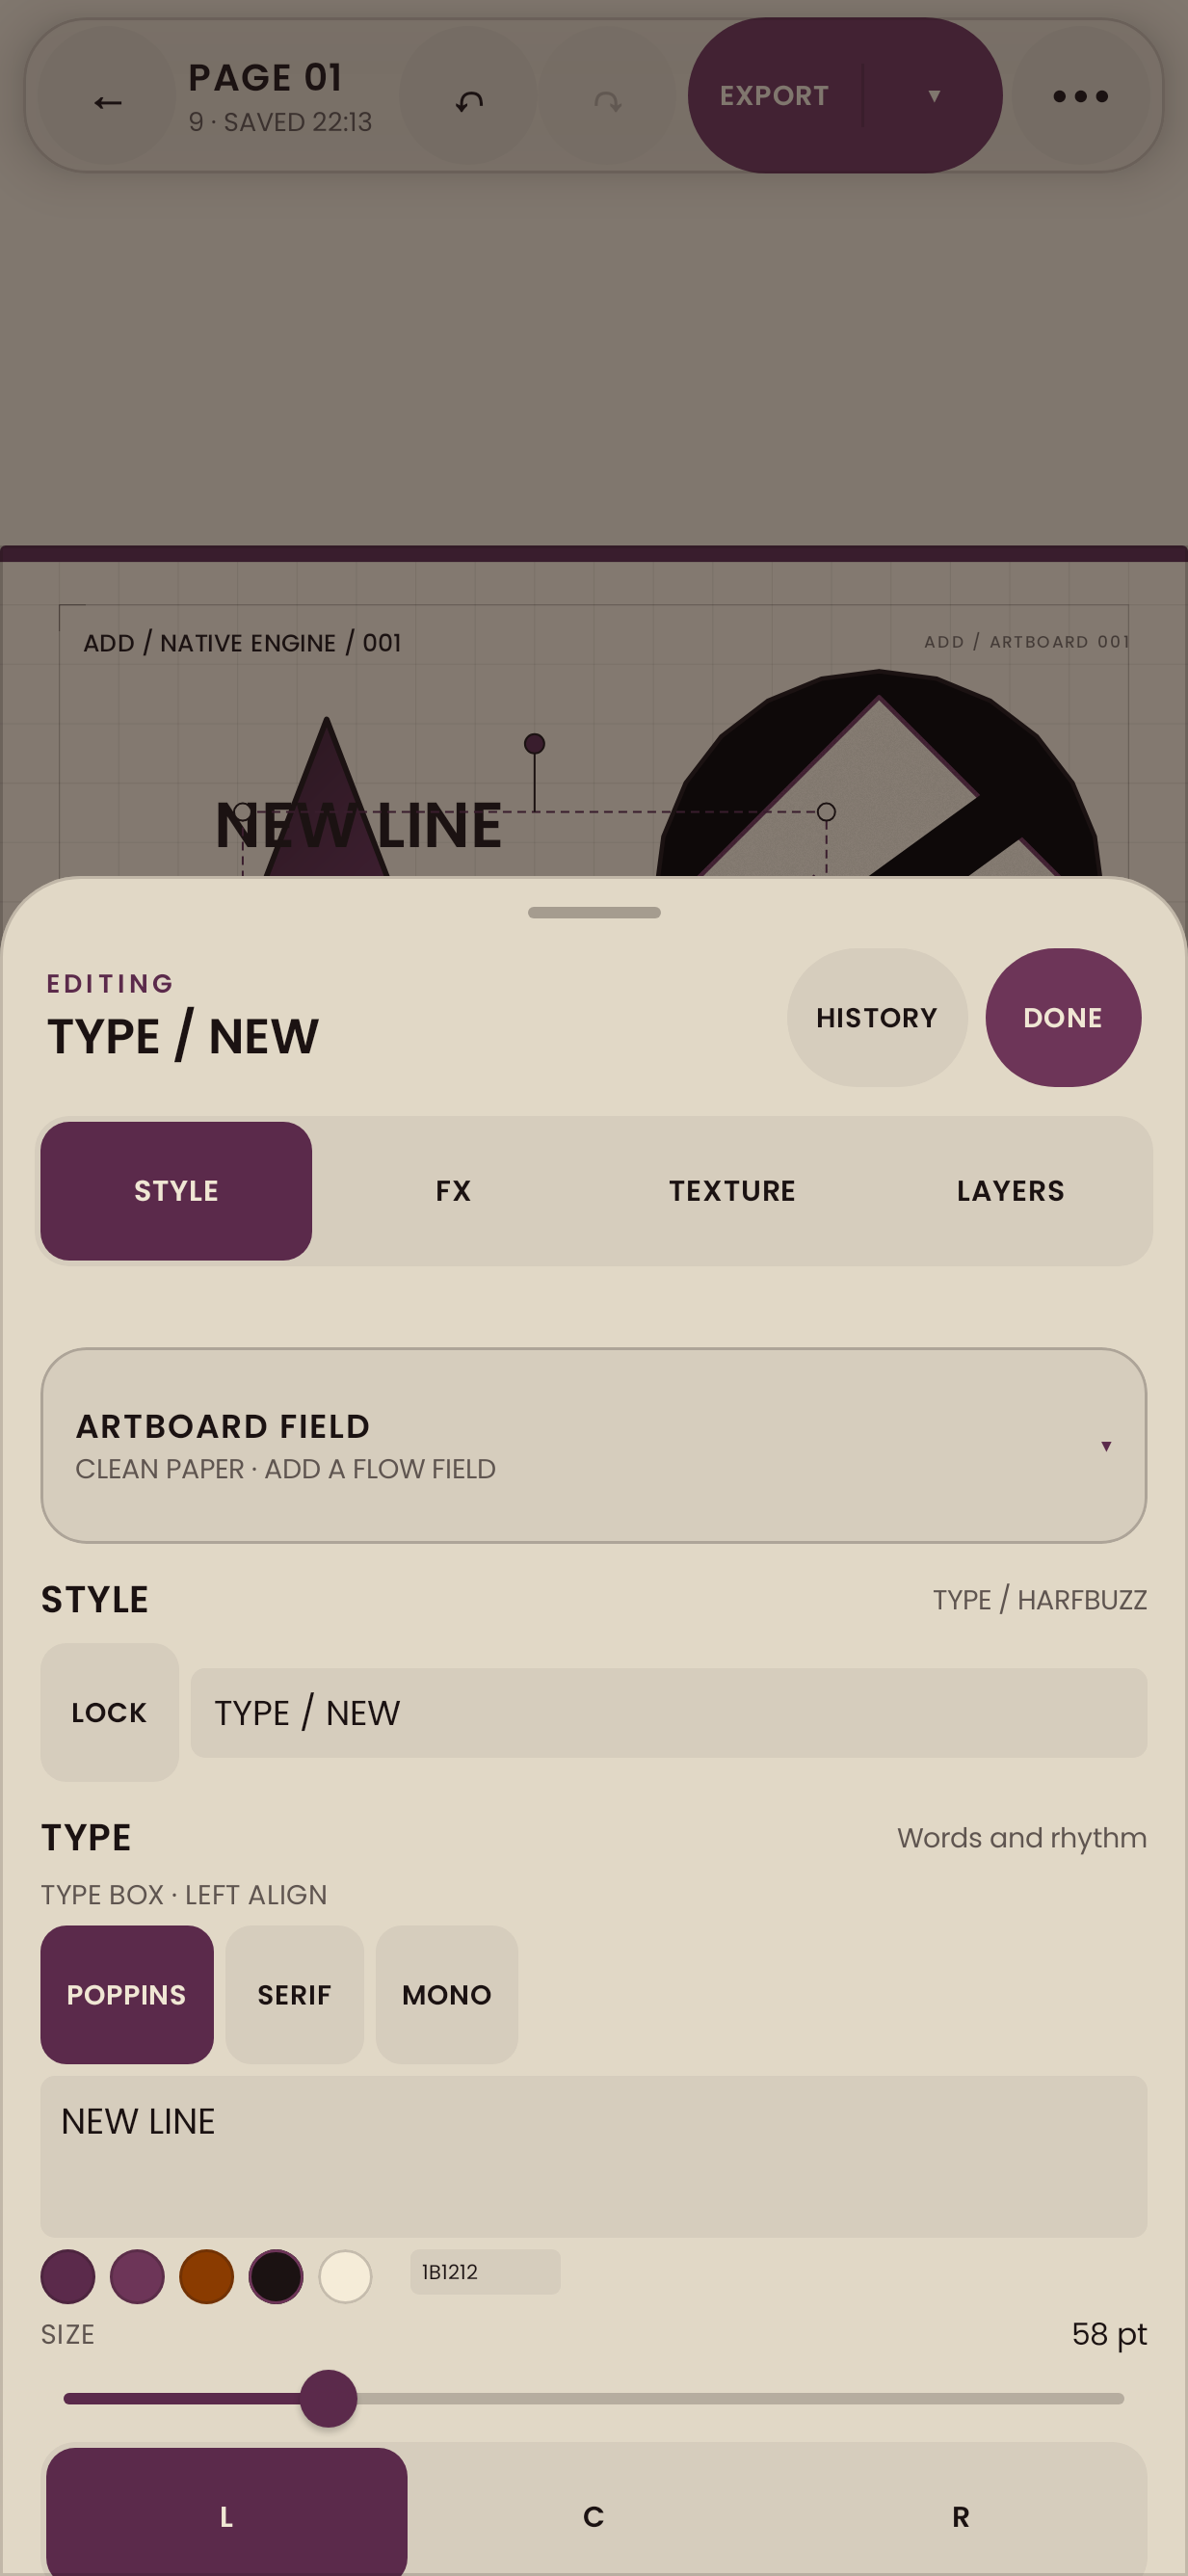 PAGE 01
9 · SAVED 22:13
EXPORT
ADD / NATIVE ENGINE / 001
ADD / ARTBOARD 001
NEW LINE
EDITING
TYPE / NEW
HISTORY
DONE
STYLE
FX
TEXTURE
LAYERS
ARTBOARD FIELD
CLEAN PAPER · ADD A FLOW FIELD
STYLE
TYPE / HARFBUZZ
LOCK
TYPE / NEW
TYPE
Words and rhythm
TYPE BOX · LEFT ALIGN
POPPINS
SERIF
MONO
NEW LINE
1B1212
SIZE
58 pt
L
C
R